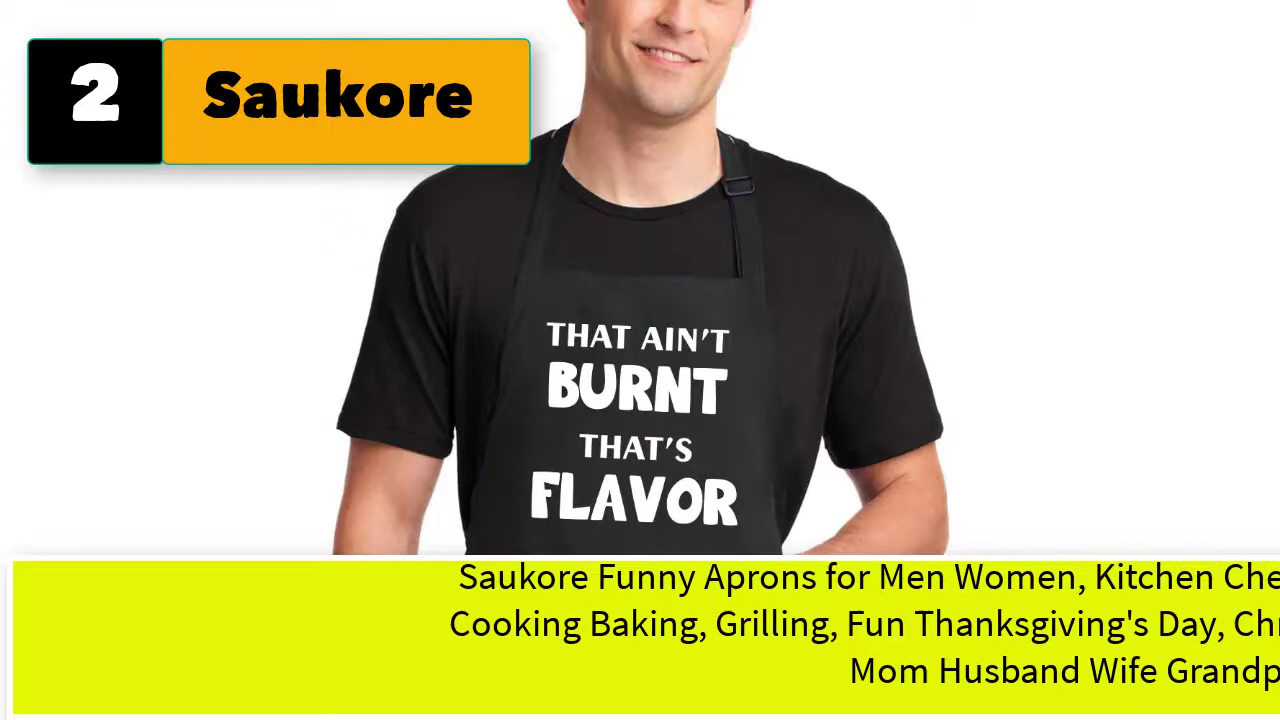 2 Saukore
THAT AIN'T
BURNT
THAT'S
FLAVOR
Saukore Funny Aprons for Men Women, Kitchen
Cooking Baking, Grilling, Fun Thanksgiving's Day,
Mom Husband Wife